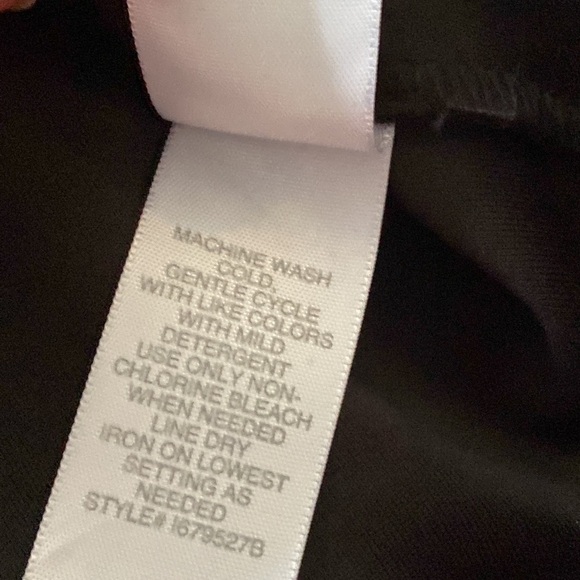 MACHINE WASH
COLD,
GENTLE CYCLE
WITH LIKE COLORS
WITH MILD
DETERGENT
USE ONLY NON-
CHLORINE BLEACH
WHEN NEEDED
LINE DRY
IRON ON LOWEST
SETTING AS
NEEDED
STYLE# I679527B